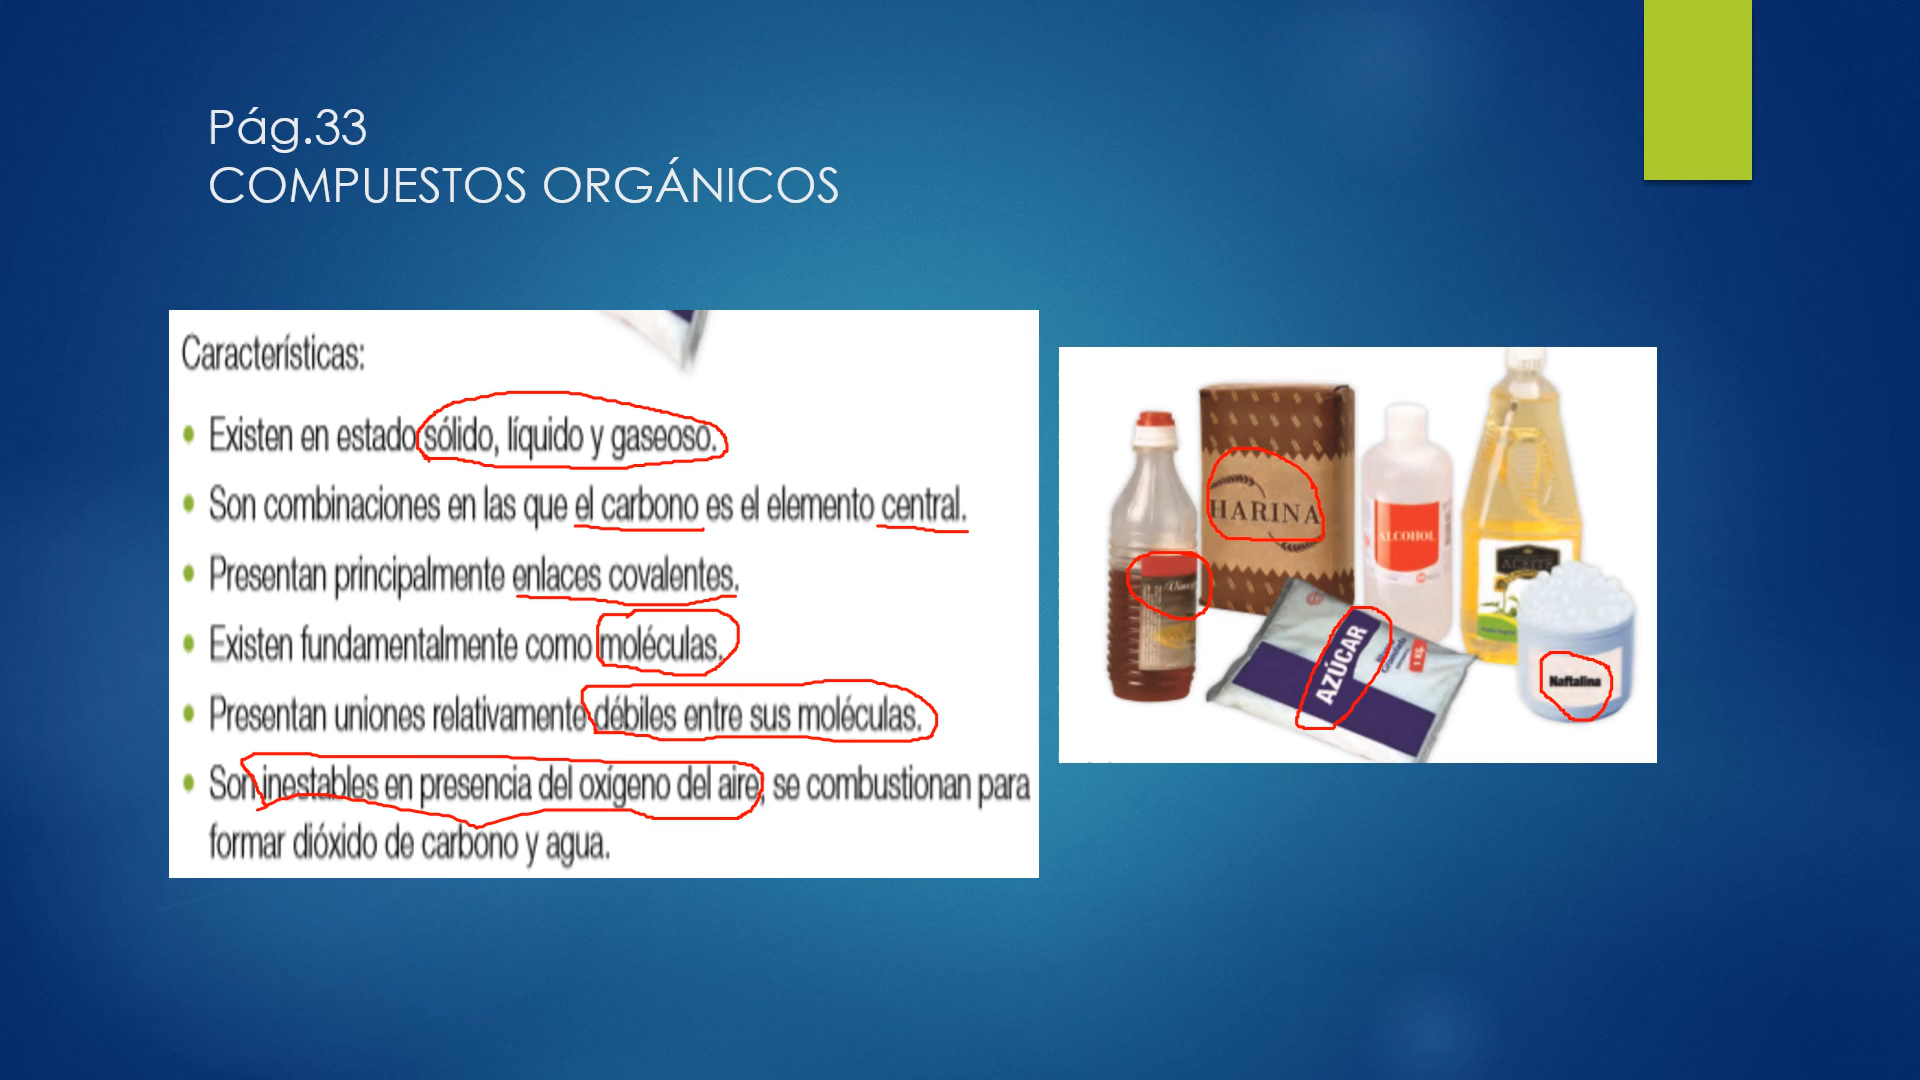 Pág.33
COMPUESTOS ORGÁNICOS
Características:
• Existen en estado sólido, líquido y gaseoso.
• Son combinaciones en las que el carbono es el elemento central.
• Presentan principalmente enlaces covalentes.
• Existen fundamentalmente como moléculas.
• Presentan uniones relativamente débiles entre sus moléculas.
• Son inestables en presencia del oxígeno del aire, se combustionan para
formar dióxido de carbono y agua.
HARINA
ALCOHOL
ACEITE
AZÚCAR
1 KG.
Naftalina